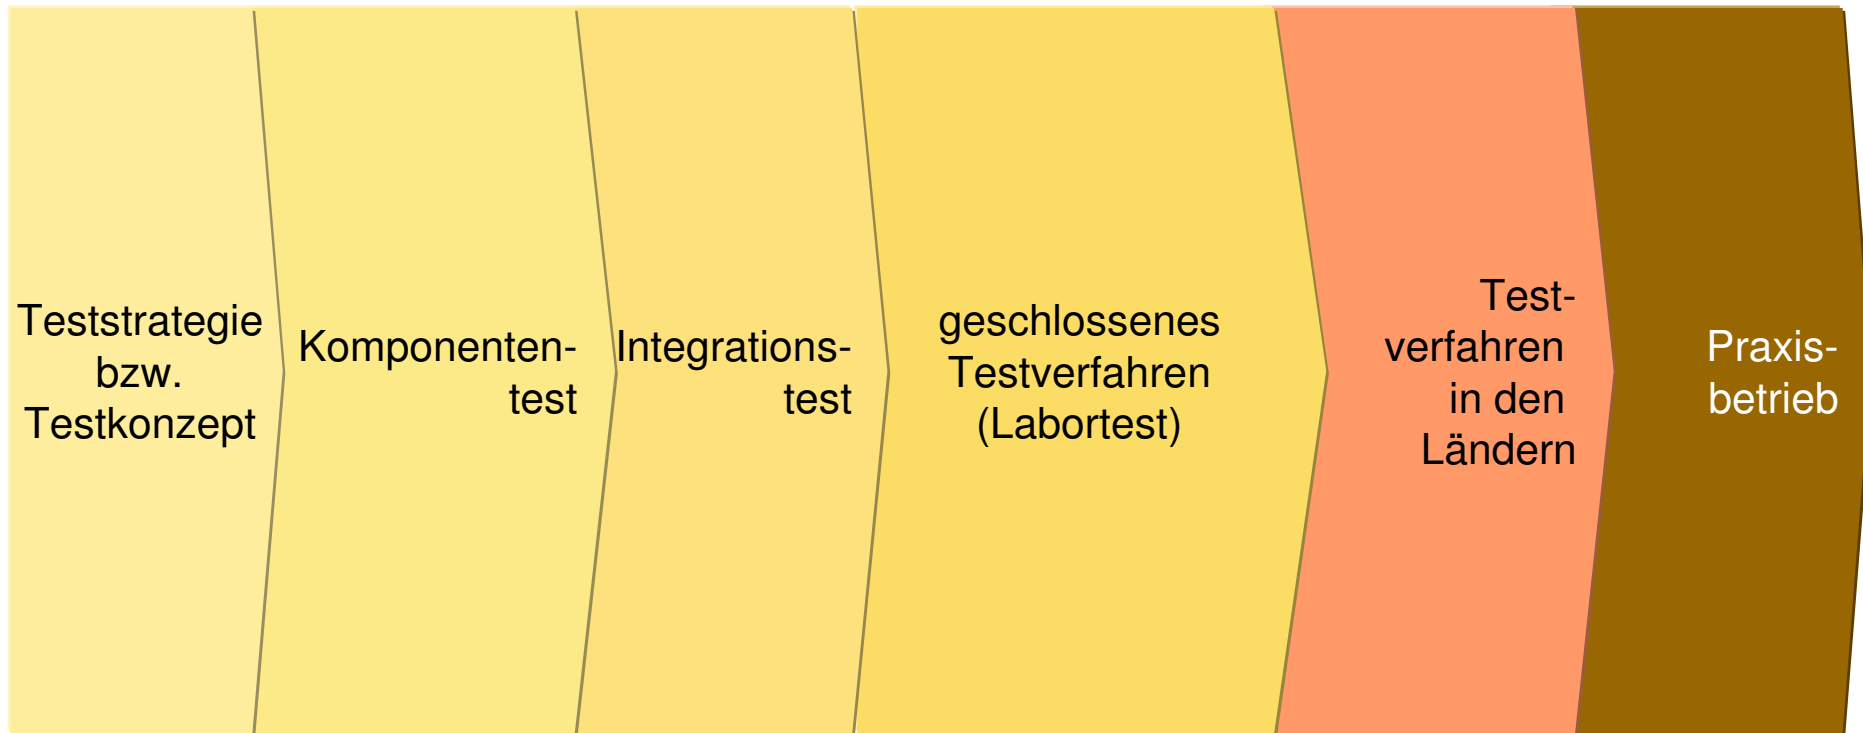 Teststrategie
bzw.
Testkonzept
Komponenten-
test
Integrations-
test
geschlossenes
Testverfahren
(Labortest)
Test-
verfahren
in den
Ländern
Praxis-
betrieb